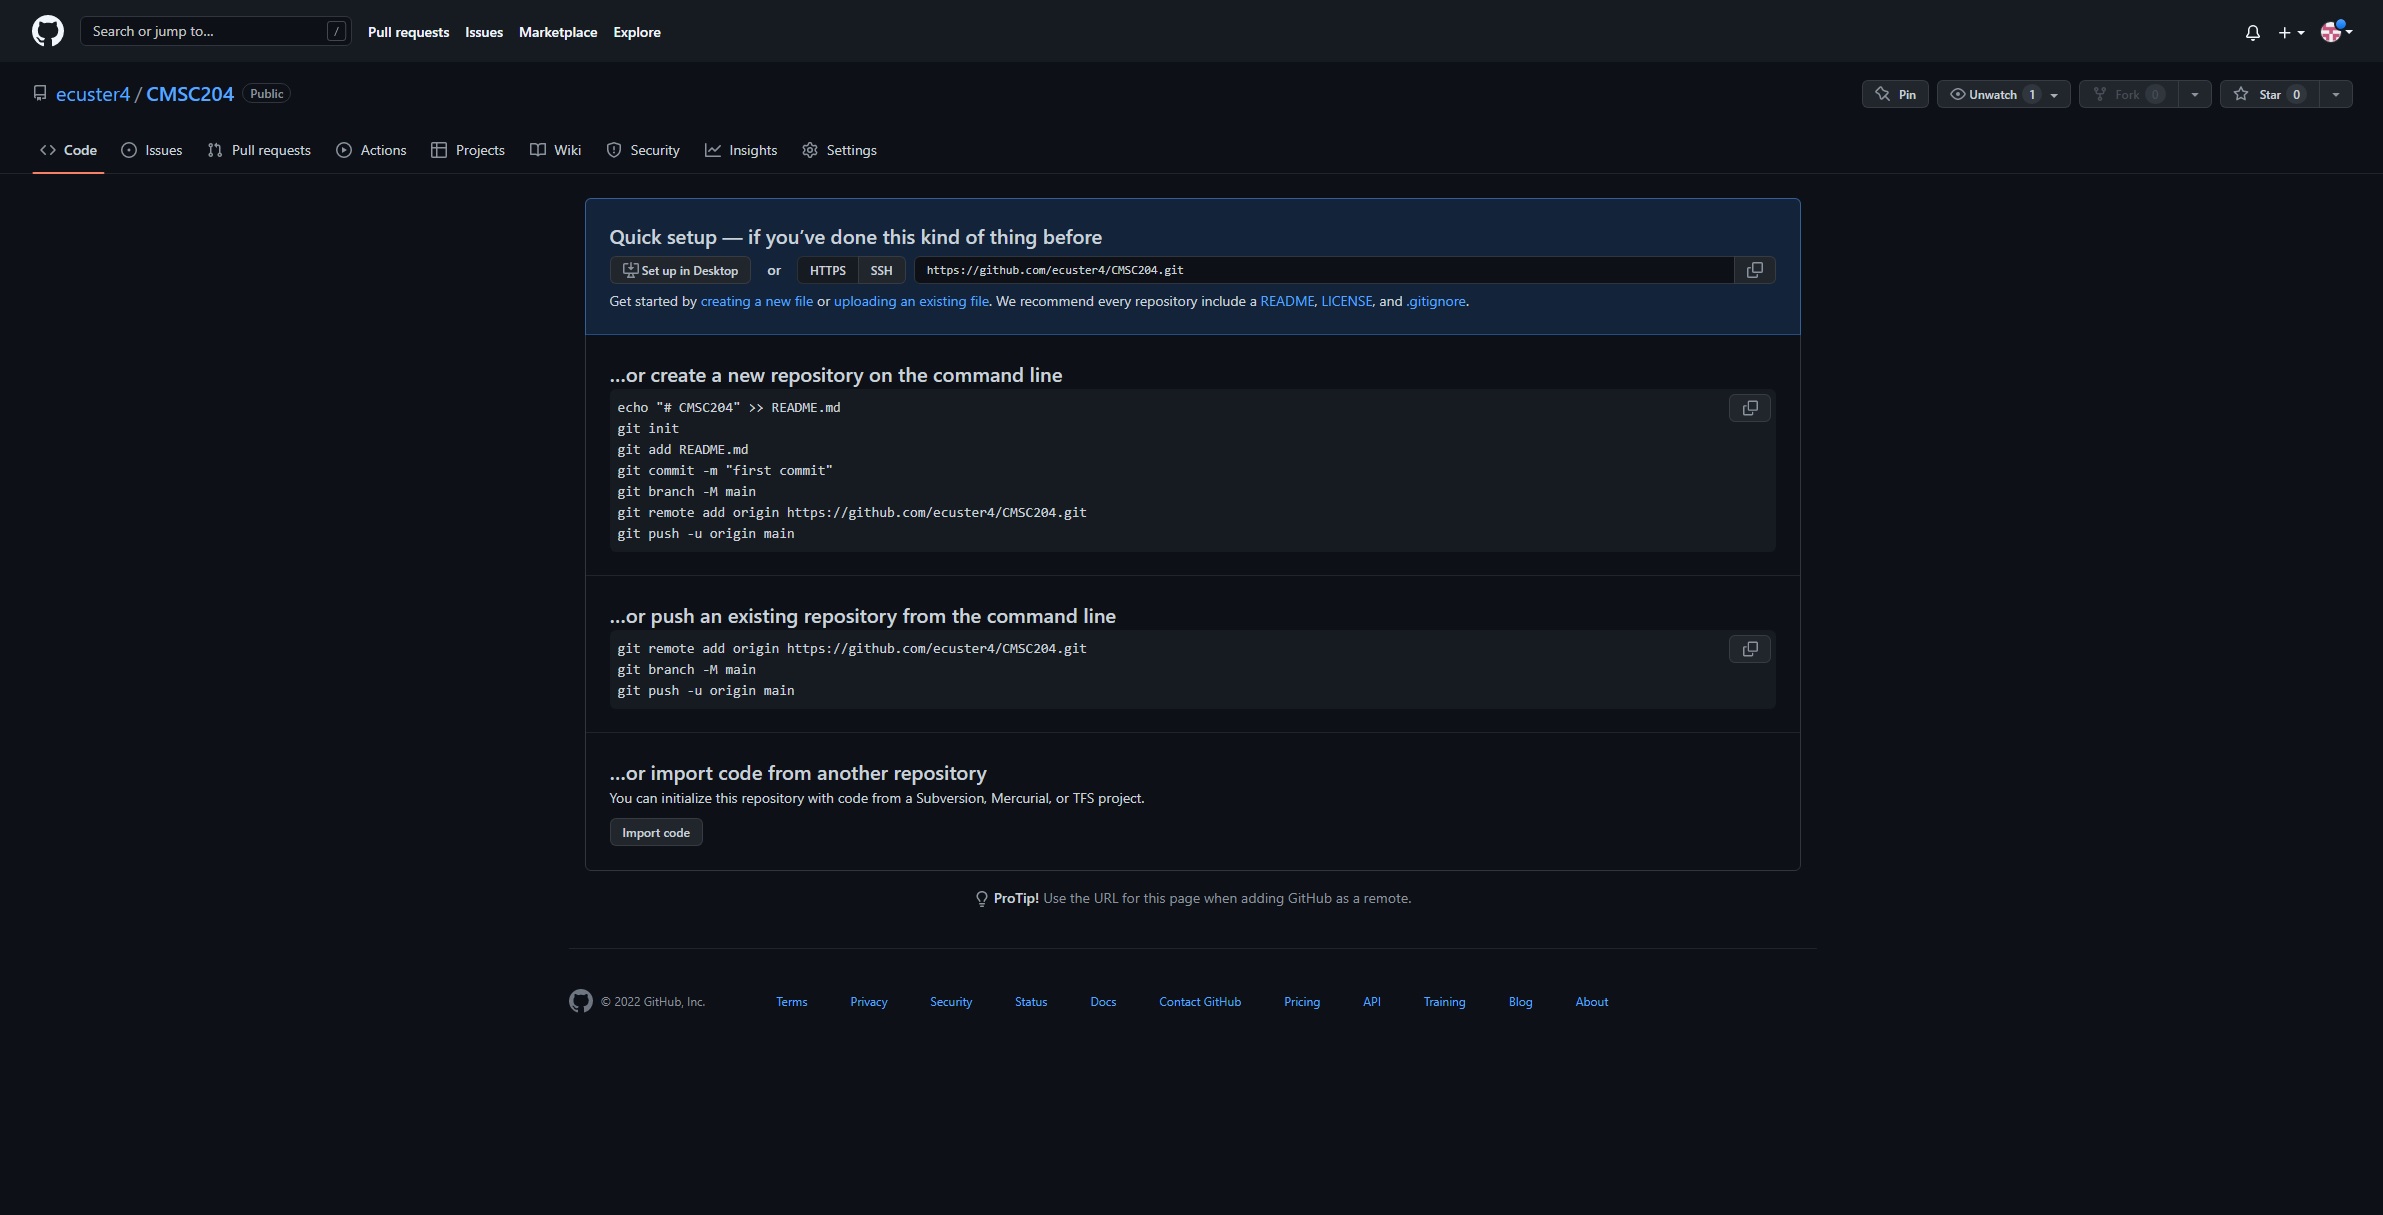 Search or jump to... / Pull requests Issues Marketplace Explore
ecuster4 / CMSC204 Public Pin Unwatch 1 Fork 0 Star 0
Code Issues Pull requests Actions Projects Wiki Security Insights Settings
Quick setup — if you’ve done this kind of thing before
Set up in Desktop or HTTPS SSH https://github.com/ecuster4/CMSC204.git
Get started by creating a new file or uploading an existing file. We recommend every repository include a README, LICENSE, and .gitignore.
…or create a new repository on the command line
echo "# CMSC204" >> README.md
git init
git add README.md
git commit -m "first commit"
git branch -M main
git remote add origin https://github.com/ecuster4/CMSC204.git
git push -u origin main
…or push an existing repository from the command line
git remote add origin https://github.com/ecuster4/CMSC204.git
git branch -M main
git push -u origin main
…or import code from another repository
You can initialize this repository with code from a Subversion, Mercurial, or TFS project.
Import code
ProTip! Use the URL for this page when adding GitHub as a remote.
© 2022 GitHub, Inc. Terms Privacy Security Status Docs Contact GitHub Pricing API Training Blog About